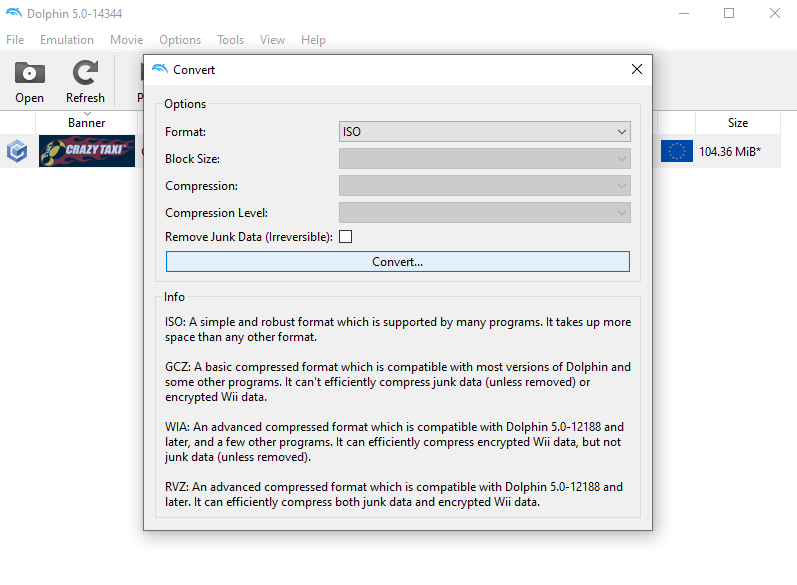 Dolphin 5.0-14344
File Emulation Movie Options Tools View Help
Open Refresh
Banner Size
CRAZY TAXI 104.36 MiB*
Convert
Options
Format: ISO
Block Size:
Compression:
Compression Level:
Remove Junk Data (Irreversible):
Convert...
Info
ISO: A simple and robust format which is supported by many programs. It takes up more
space than any other format.
GCZ: A basic compressed format which is compatible with most versions of Dolphin and
some other programs. It can't efficiently compress junk data (unless removed) or
encrypted Wii data.
WIA: An advanced compressed format which is compatible with Dolphin 5.0-12188 and
later, and a few other programs. It can efficiently compress encrypted Wii data, but not
junk data (unless removed).
RVZ: An advanced compressed format which is compatible with Dolphin 5.0-12188 and
later. It can efficiently compress both junk data and encrypted Wii data.